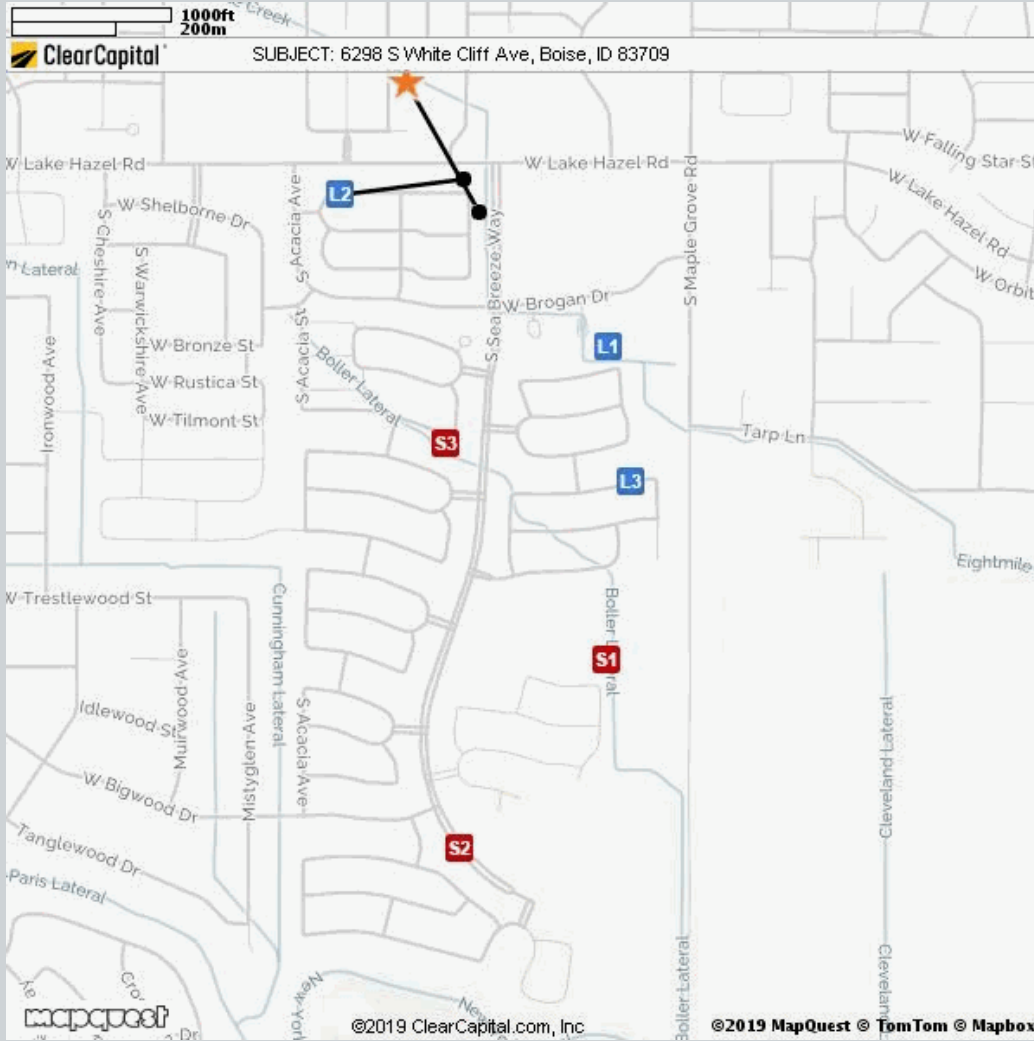 1000ft
200m
Creek
ClearCapital
SUBJECT: 6298 S White Cliff Ave, Boise, ID 83709
W Lake Hazel Rd
W Lake Hazel Rd
W Falling Star St
W Lake Hazel Rd
W Orbit
L2
W Shelborne Dr
S Acacia Ave
S Cheshire Ave
S Warwickshire Ave
n Lateral
S Sea Breeze Way
S Maple Grove Rd
W Brogan Dr
L1
W Bronze St
W Rustica St
W Tilmont St
Ironwood Ave
S Acacia St
Boller Lateral
S3
Tarp Ln
L3
Eightmile
W Trestlewood St
Cunningham Lateral
Boller Lateral
S1
Muirwood Ave
Idlewood St
Mistyglen Ave
S Acacia Ave
Cleveland Lateral
W Bigwood Dr
Tanglewood Dr
S2
Paris Lateral
Boller Lateral
New York
New
ay
Cro
Dr
mapquest
©2019 ClearCapital.com, Inc
©2019 MapQuest © TomTom © Mapbox